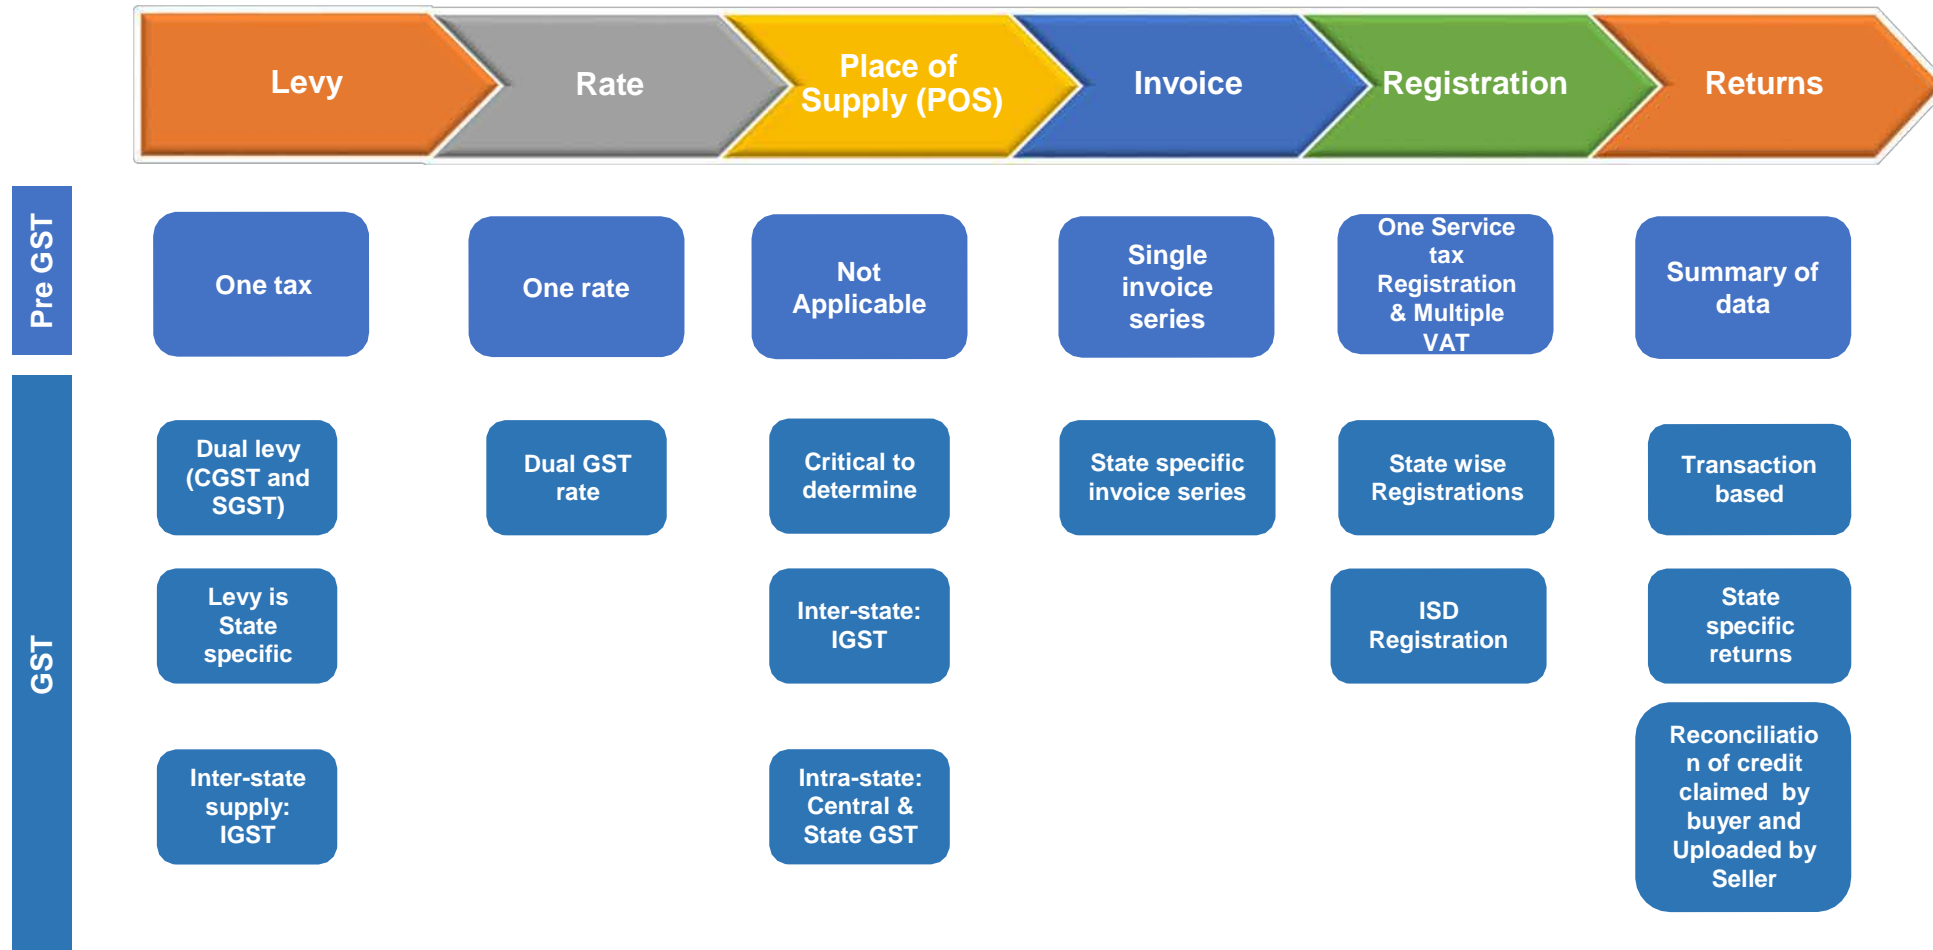 Levy
Rate
Place of
Supply (POS)
Invoice
Registration
Returns
Pre GST
One tax
One rate
Not
Applicable
Single
invoice
series
One Service
tax
Registration
& Multiple
VAT
Summary of
data
GST
Dual levy
(CGST and
SGST)
Dual GST
rate
Critical to
determine
State specific
invoice series
State wise
Registrations
Transaction
based
Levy is
State
specific
Inter-state:
IGST
ISD
Registration
State
specific
returns
Inter-state
supply:
IGST
Intra-state:
Central &
State GST
Reconciliatio
n of credit
claimed by
buyer and
Uploaded by
Seller